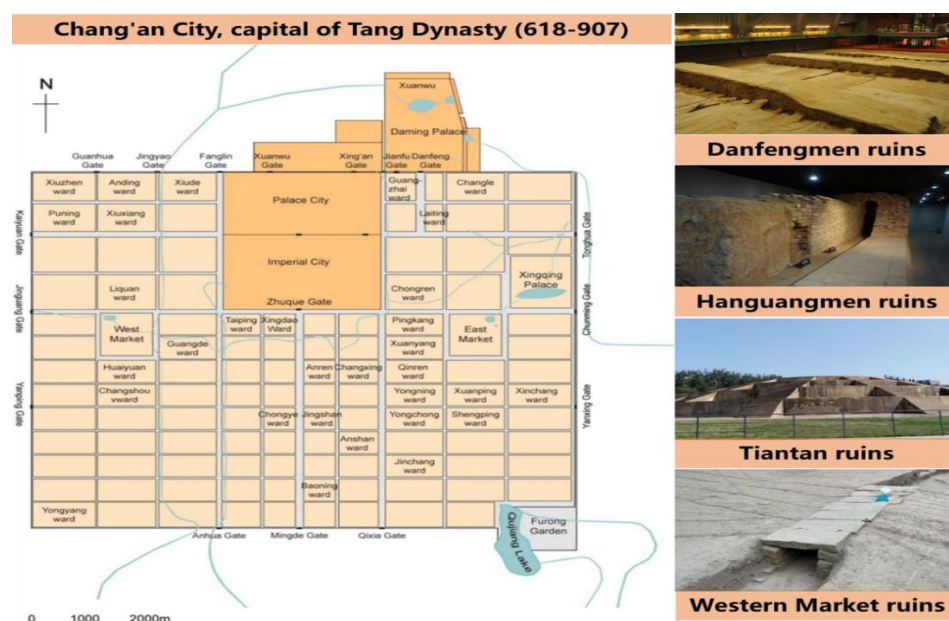 Chang'an City, capital of Tang Dynasty (618-907)
N
Xuanwu
Daming Palace
Guanhua
Gate
Jingyao
Gate
Fanglin
Gate
Xuanwu
Gate
Xing'an
Gate
Jianfu
Gate
Danfeng
Gate
Xiuzhen
ward
Anding
ward
Xiude
ward
Palace City
Guang-
zhai
ward
Changle
ward
Puning
ward
Xiuxiang
ward
Laiting
ward
Kaiyuan Gate
Tonghua Gate
Imperial City
Xingqing
Palace
Liquan
ward
Zhuque Gate
Chongren
ward
Jinguang Gate
Chunming Gate
West
Market
Taiping
ward
Xingdao
Ward
Pingkang
ward
East
Market
Guangde
ward
Xuanyang
ward
Huaiyuan
ward
Anren
ward
Changxing
ward
Qinren
ward
Changshou
vward
Yongning
ward
Xuanping
ward
Xinchang
ward
Yanping Gate
Yanxing Gate
Chongye
ward
Jingshan
ward
Yongchong
ward
Shengping
ward
Anshan
ward
Jinchang
ward
Baoning
ward
Yongyang
ward
Qujiang Lake
Furong
Garden
Anhua Gate
Mingde Gate
Qixia Gate
0 1000 2000m
Danfengmen ruins
Hanguangmen ruins
Tiantan ruins
Western Market ruins